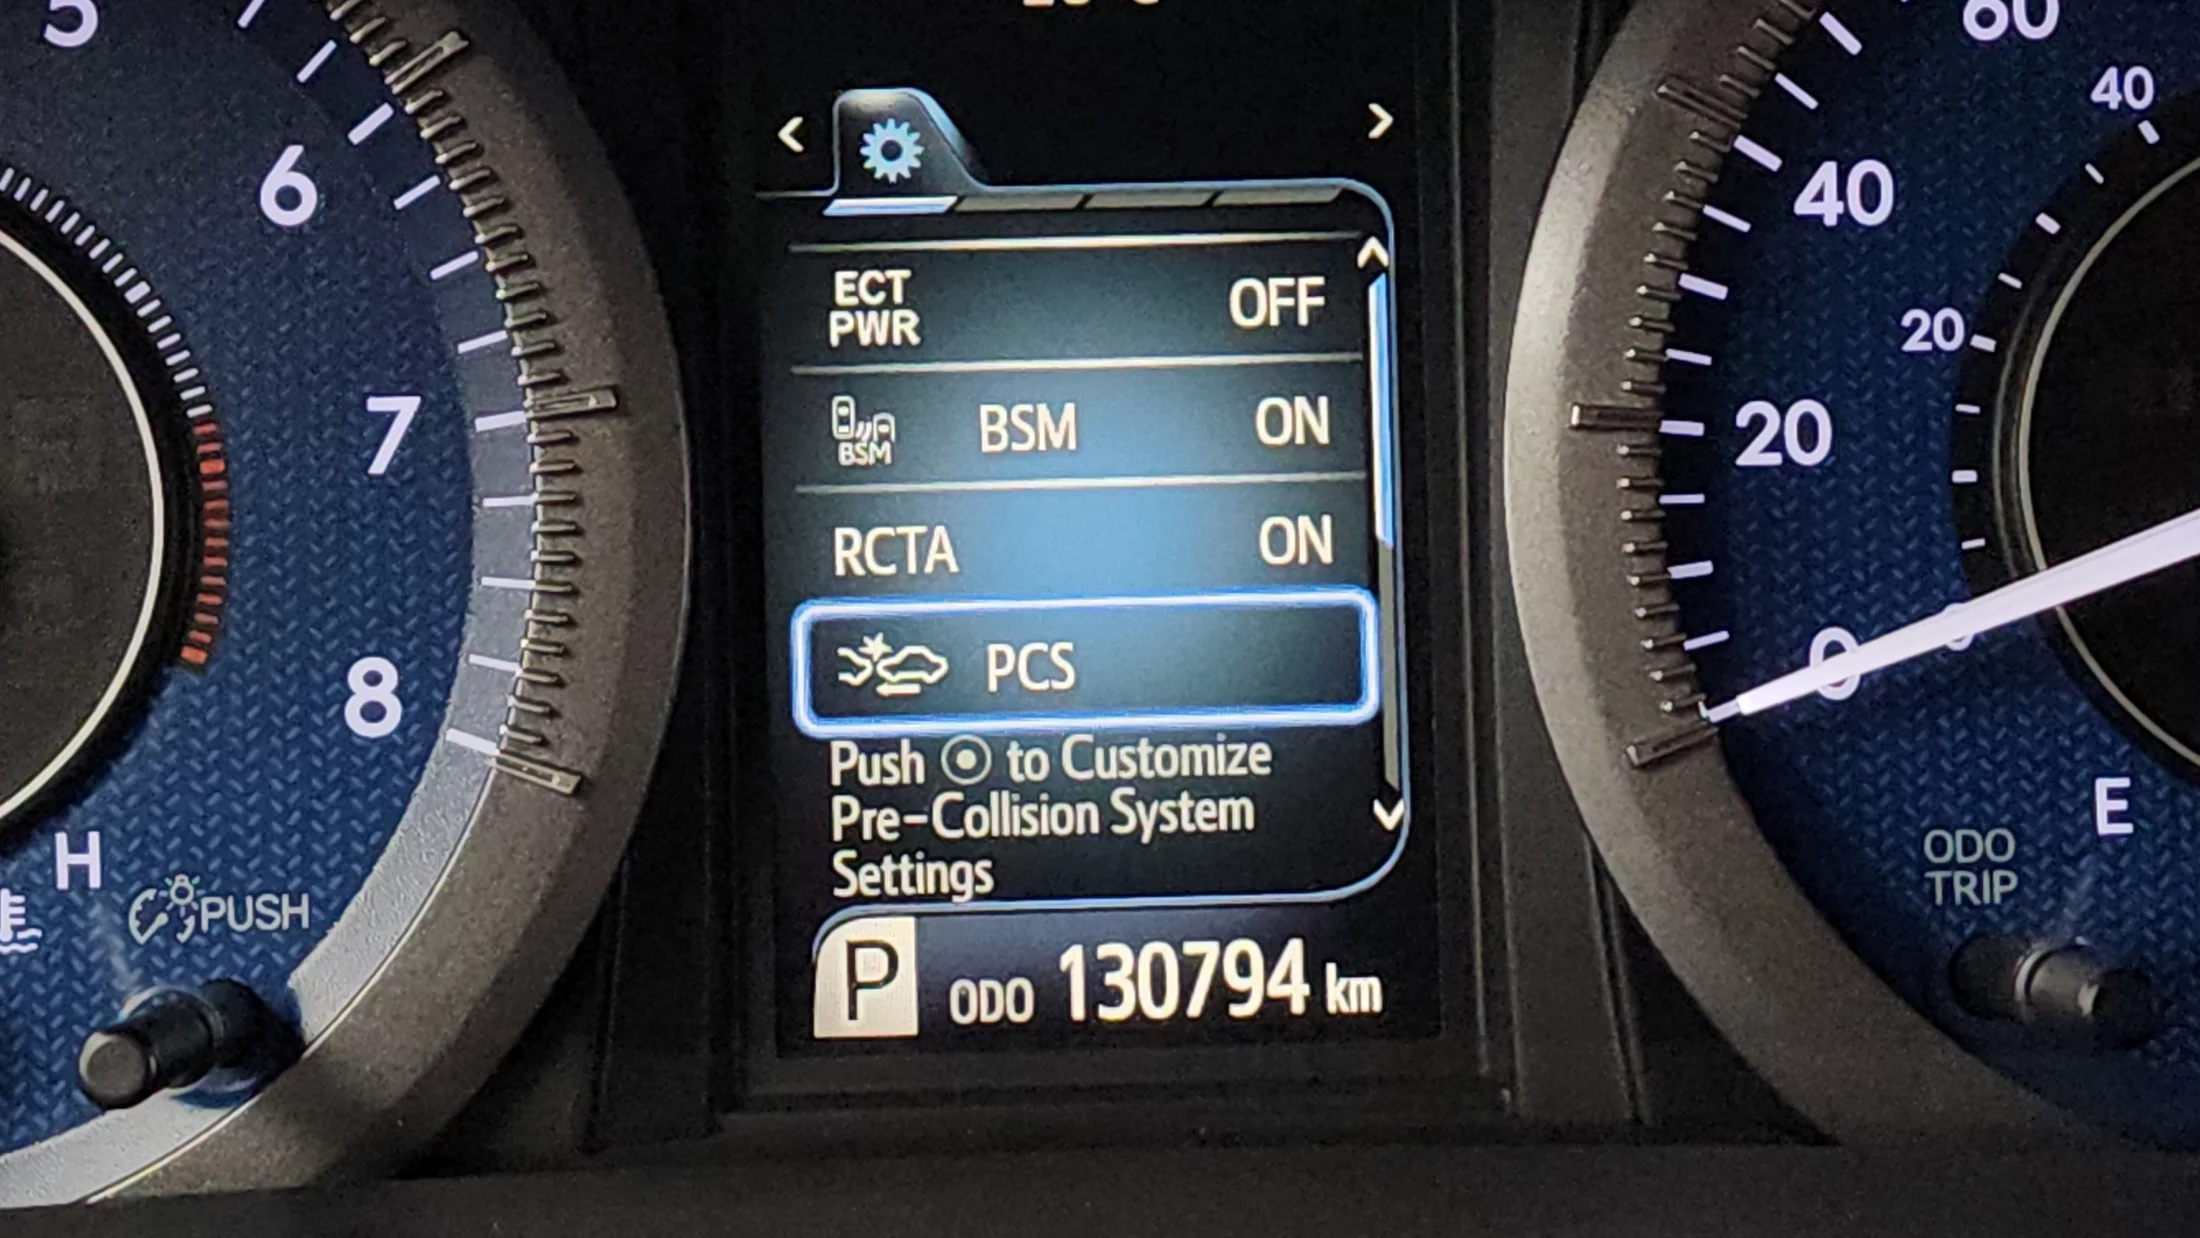 5
6
7
8
H
PUSH
ECT
PWR OFF
BSM BSM ON
RCTA ON
PCS
Push to Customize
Pre-Collision System
Settings
P ODO 130794 km
60
40
40
20
20
0
E
ODO
TRIP